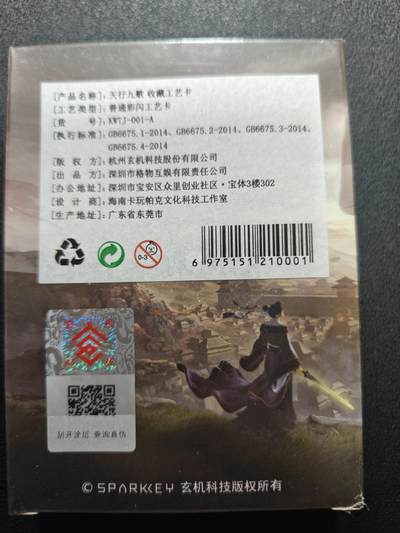 [产品名称]：天行九歌 收藏工艺卡
[工艺类型]：普通彩闪工艺卡
[货 号]：KW7J-001-A
[执行标准]：GB6675.1-2014、GB6675.2-2014、GB6675.3-2014、
GB6675.4-2014
[版 权 方]：杭州玄机科技股份有限公司
[出 品 方]：深圳市格物互娱有限责任公司
[办公地址]：深圳市宝安区众里创业社区·宝体3楼302
[设 计 商]：海南卡玩帕克文化科技工作室
[生产地址]：广东省东莞市
0-3
6 975151 210001
刮开涂层 查询真伪
© SPARKKEY 玄机科技版权所有